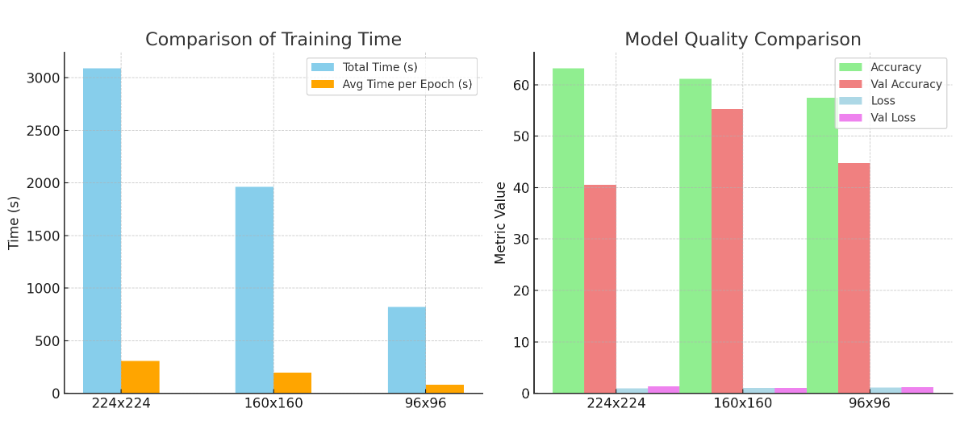 Comparison of Training Time
Total Time (s)
Avg Time per Epoch (s)
Time (s)
3000
2500
2000
1500
1000
500
0
224x224
160x160
96x96
Model Quality Comparison
Accuracy
Val Accuracy
Loss
Val Loss
Metric Value
60
50
40
30
20
10
0
224x224
160x160
96x96